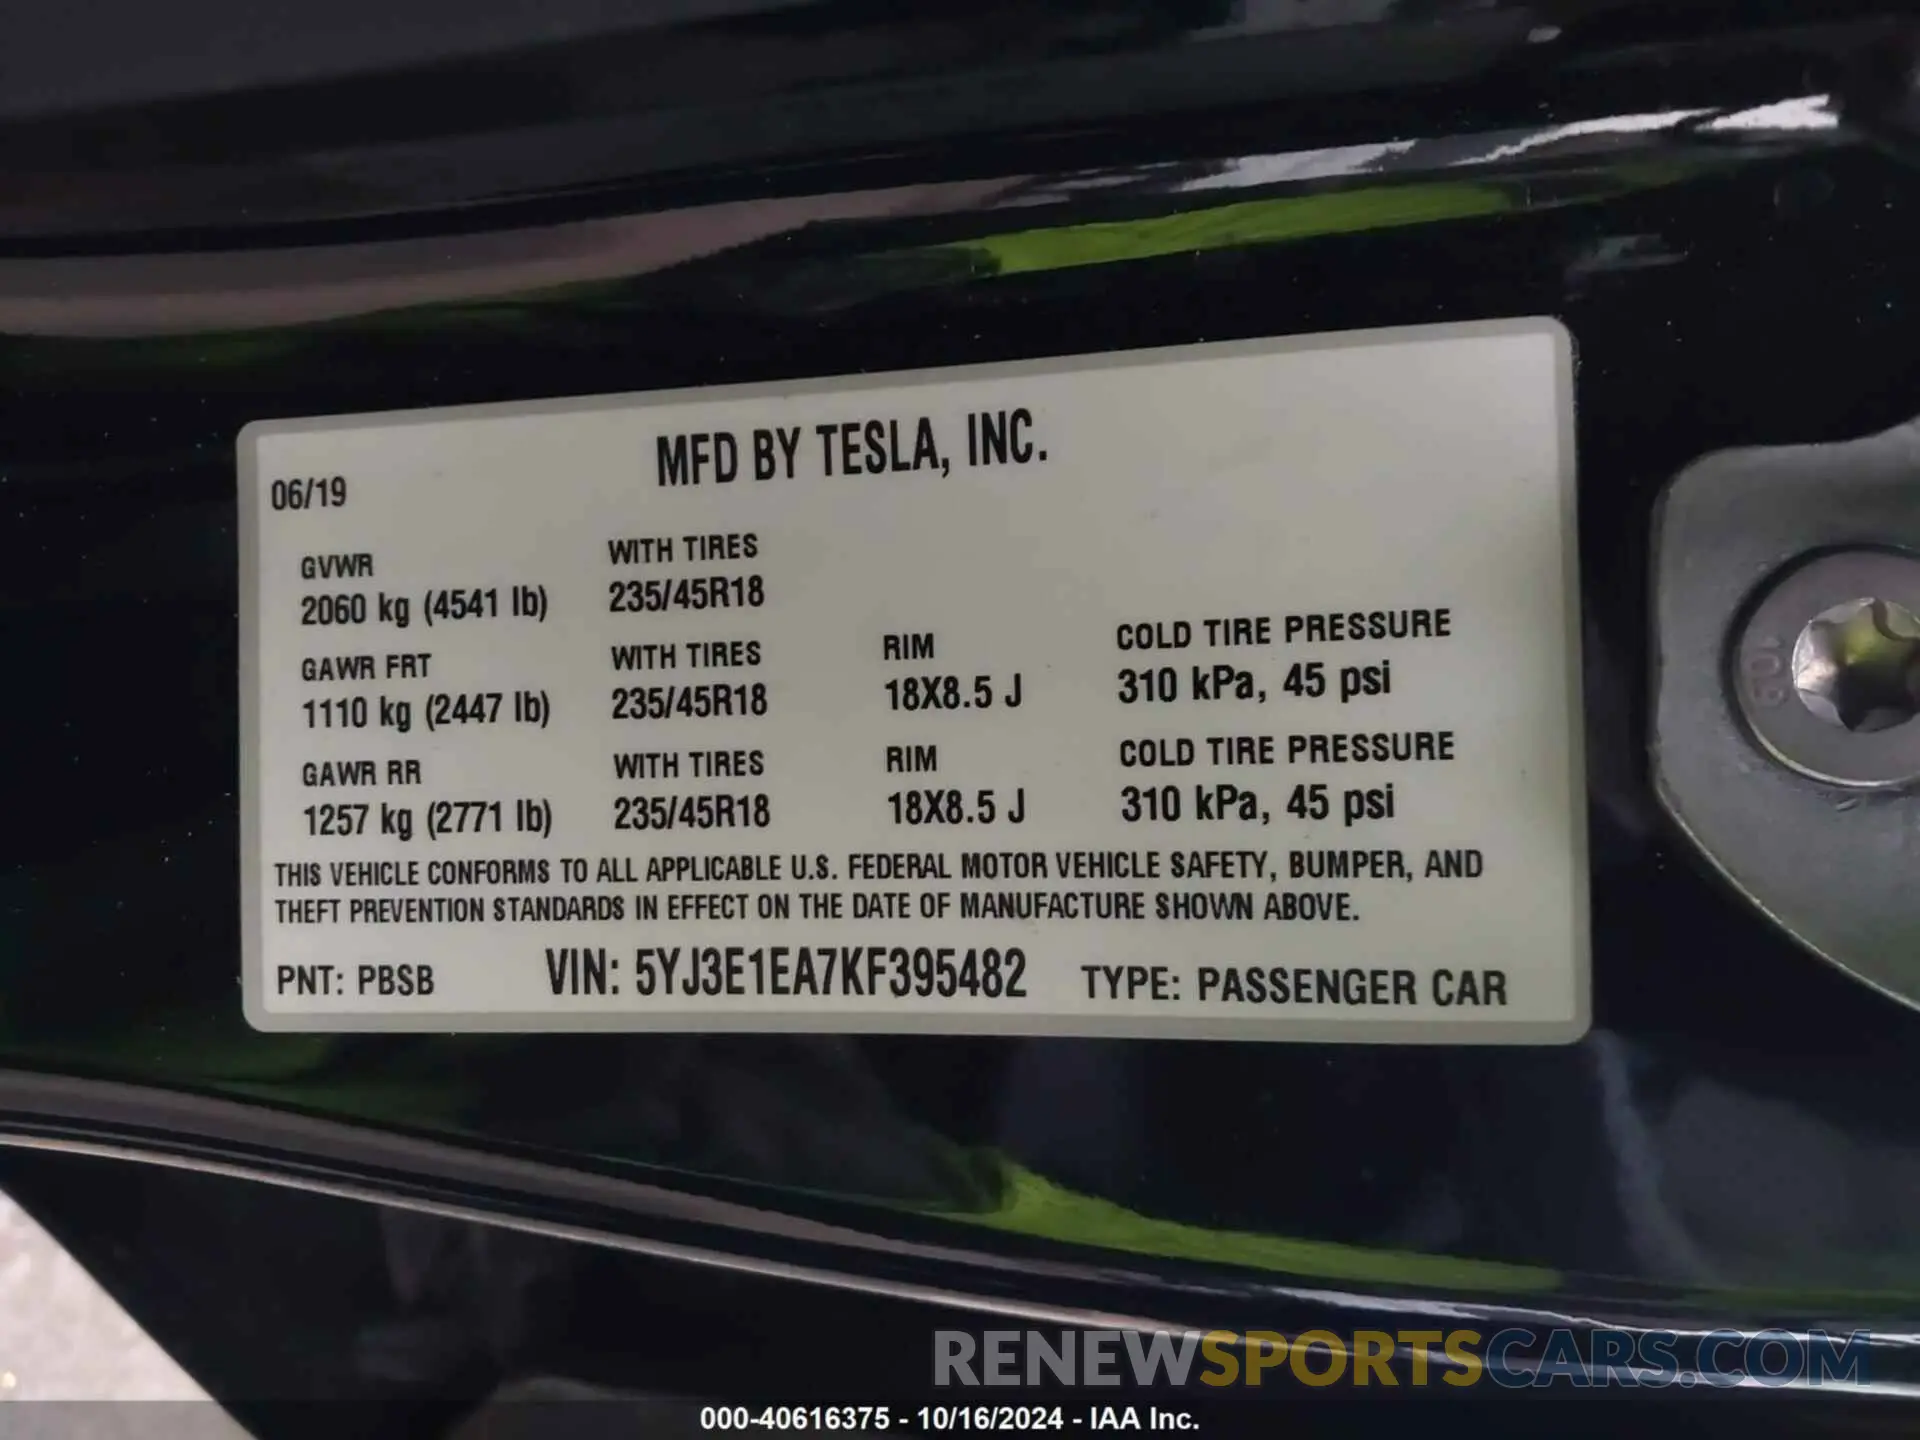 MFD BY TESLA, INC.
06/19
GVWR WITH TIRES
2060 kg (4541 lb) 235/45R18
GAWR FRT WITH TIRES RIM COLD TIRE PRESSURE
1110 kg (2447 lb) 235/45R18 18X8.5 J 310 kPa, 45 psi
GAWR RR WITH TIRES RIM COLD TIRE PRESSURE
1257 kg (2771 lb) 235/45R18 18X8.5 J 310 kPa, 45 psi
THIS VEHICLE CONFORMS TO ALL APPLICABLE U.S. FEDERAL MOTOR VEHICLE SAFETY, BUMPER, AND
THEFT PREVENTION STANDARDS IN EFFECT ON THE DATE OF MANUFACTURE SHOWN ABOVE.
PNT: PBSB VIN: 5YJ3E1EA7KF395482 TYPE: PASSENGER CAR
RENEWSPORTSCARS.COM
000-40616375 - 10/16/2024 - IAA Inc.